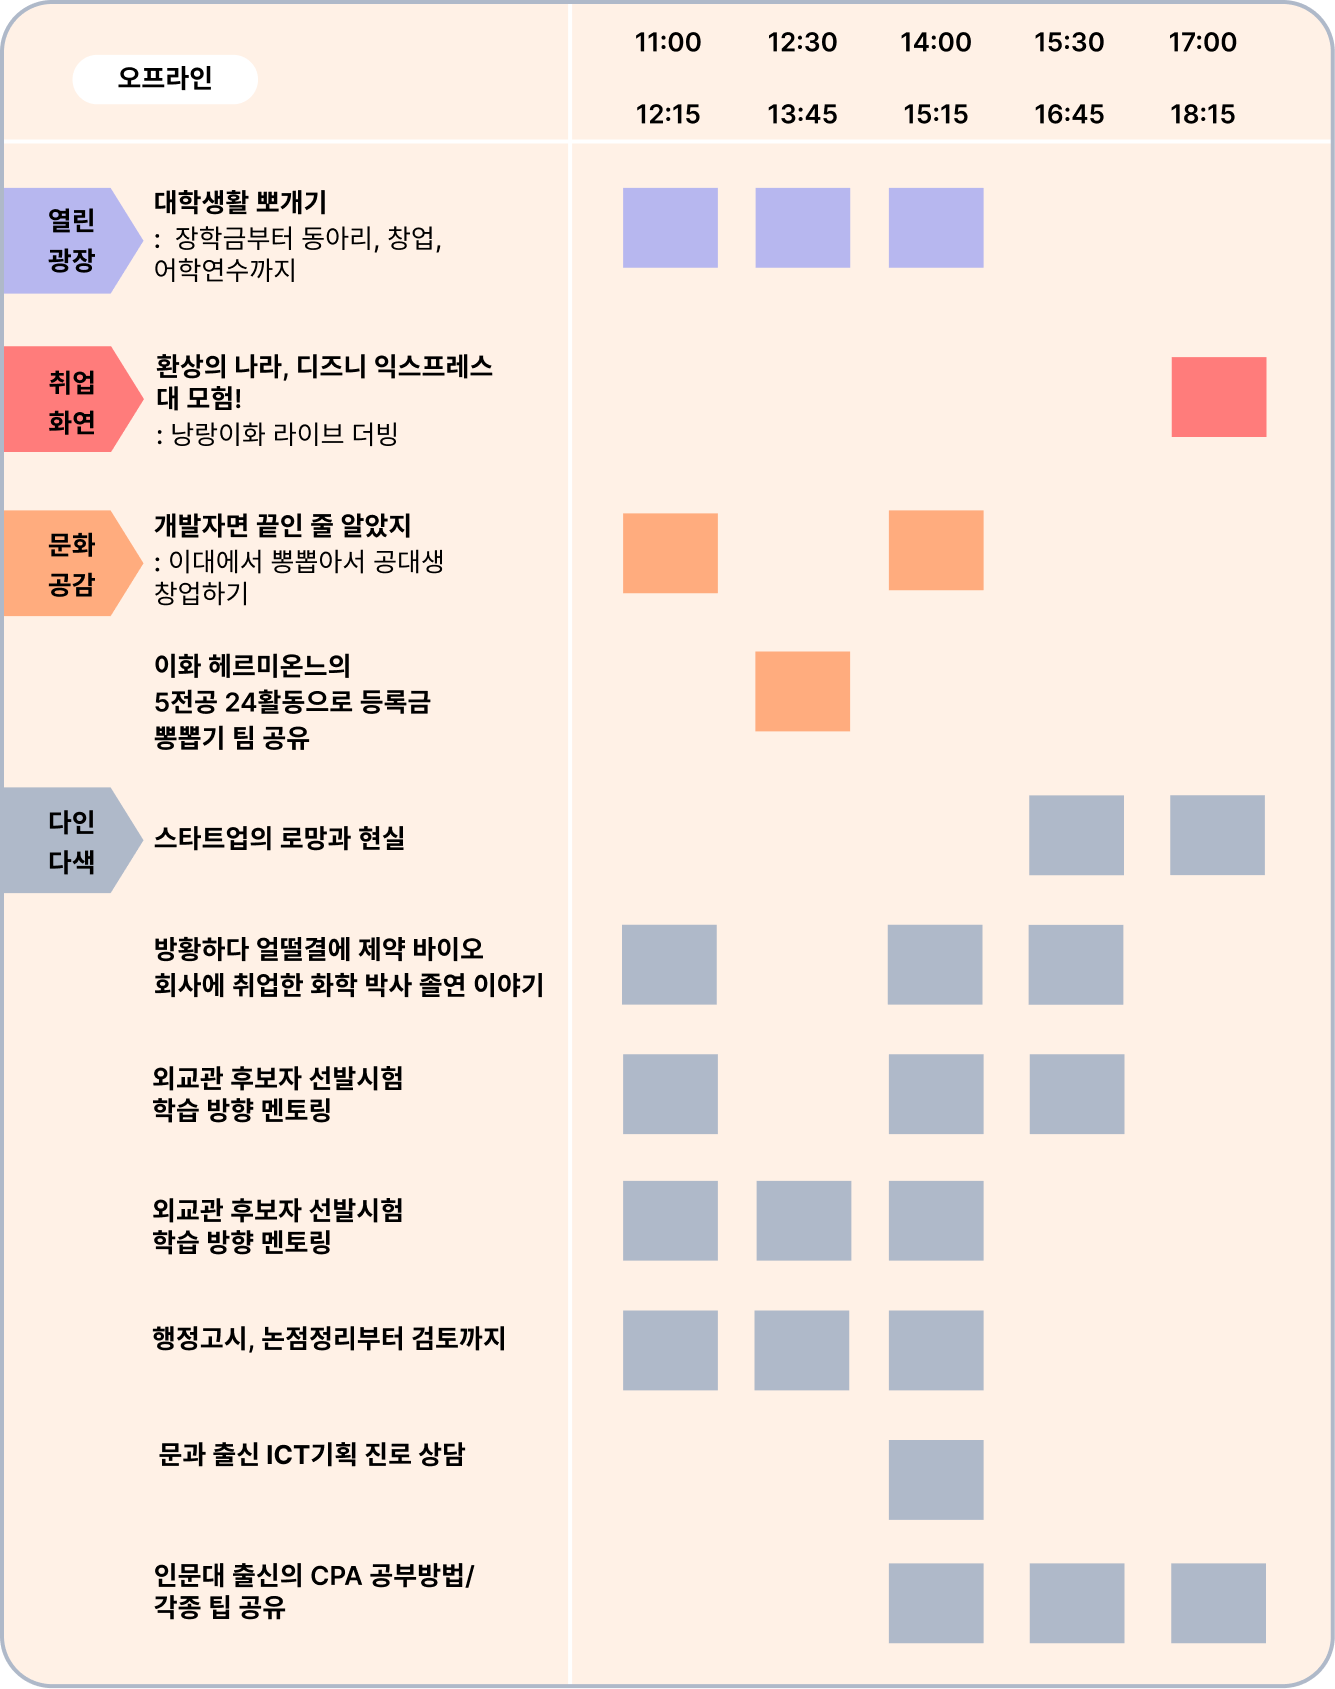 오프라인
11:00 12:30 14:00 15:30 17:00
12:15 13:45 15:15 16:45 18:15
열린
광장
대학생활 뽀개기
: 장학금부터 동아리, 창업,
어학연수까지
취업
화연
환상의 나라, 디즈니 익스프레스
대 모험!
: 낭랑이화 라이브 더빙
문화
공감
개발자면 끝인 줄 알았지
: 이대에서 뽕뽑아서 공대생
창업하기
이화 헤르미온느의
5전공 24활동으로 등록금
뽕뽑기 팀 공유
다인
다색
스타트업의 로망과 현실
방황하다 얼떨결에 제약 바이오
회사에 취업한 화학 박사 졸연 이야기
외교관 후보자 선발시험
학습 방향 멘토링
외교관 후보자 선발시험
학습 방향 멘토링
행정고시, 논점정리부터 검토까지
문과 출신 ICT기획 진로 상담
인문대 출신의 CPA 공부방법/
각종 팁 공유